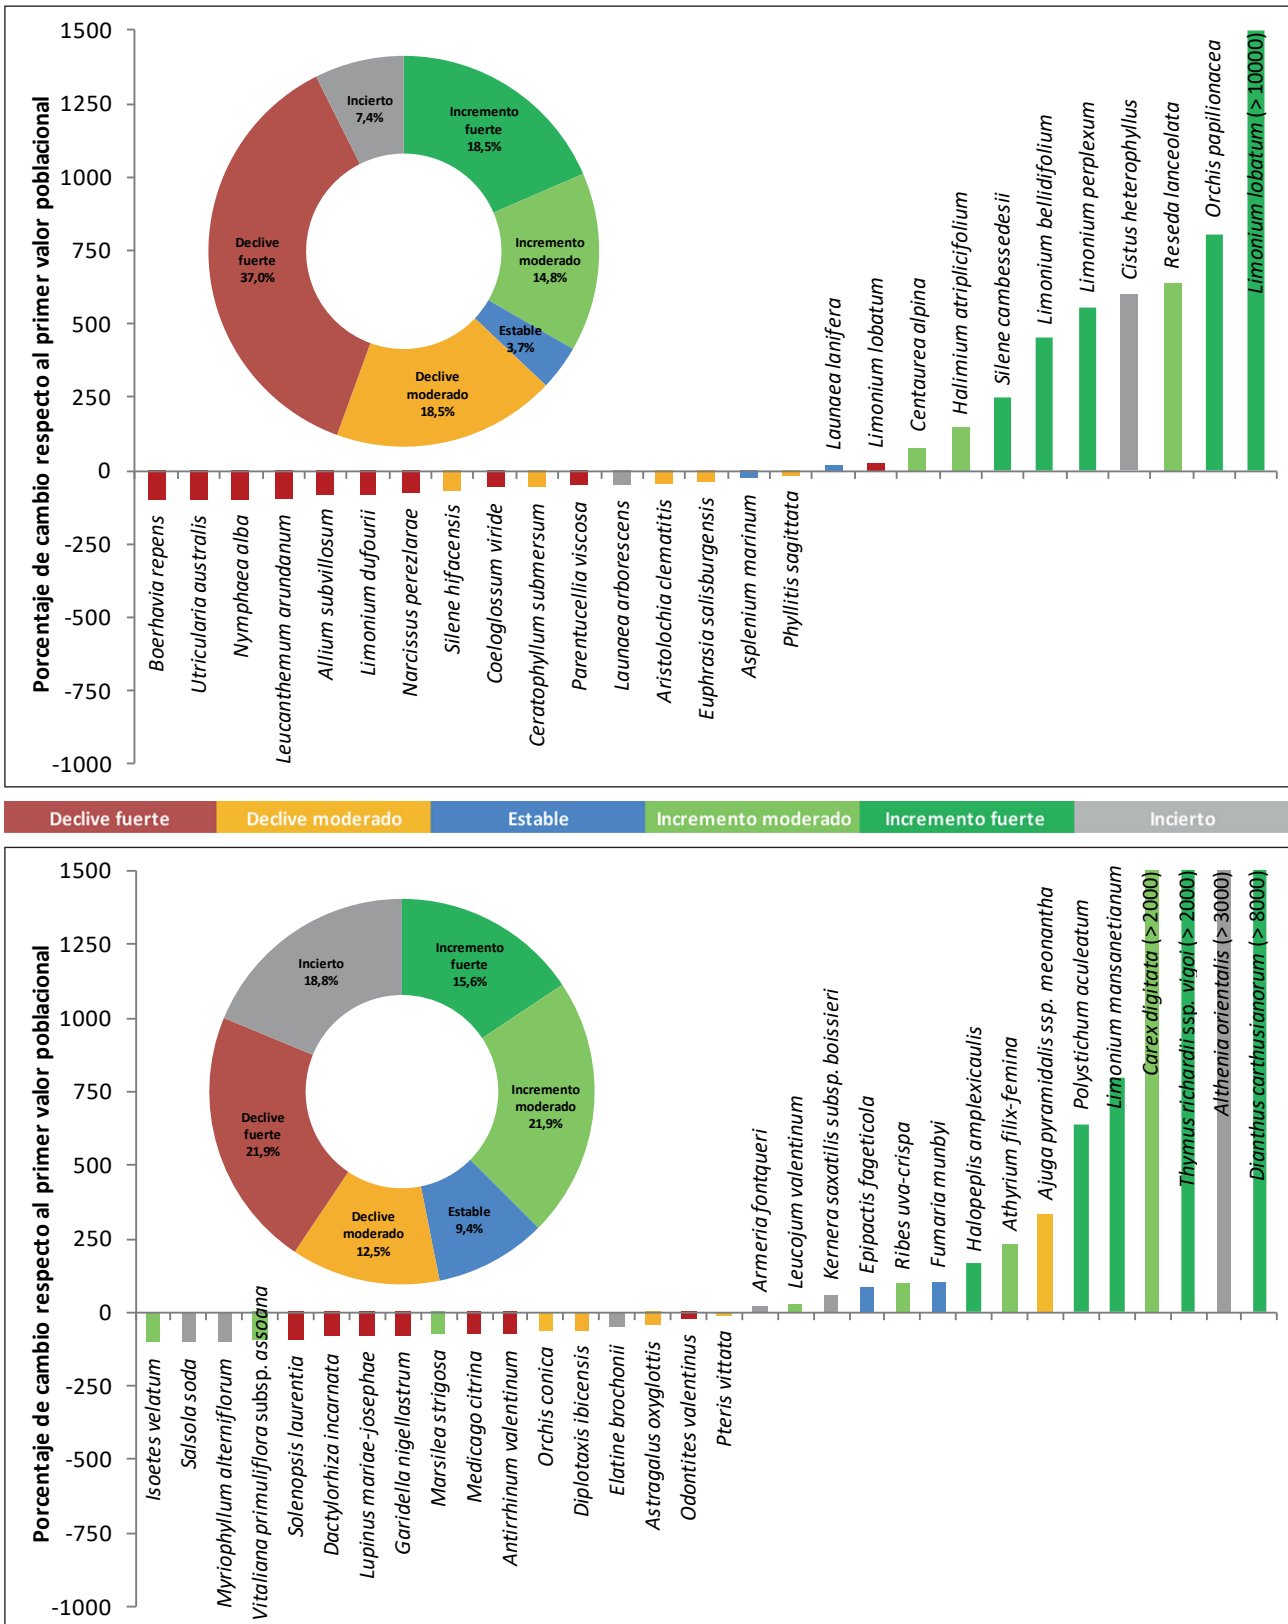 Porcentaje de cambio respecto al primer valor poblacional
1500
1250
1000
750
500
250
0
-250
-500
-750
-1000
Incierto
7,4%
Incremento
fuerte
18,5%
Incremento
moderado
14,8%
Estable
3,7%
Declive
moderado
18,5%
Declive
fuerte
37,0%
Boerhavia repens
Utricularia australis
Nymphaea alba
Leucanthemum arundanum
Allium subvillosum
Limonium dufourii
Narcissus perezlarae
Silene hifacensis
Coeloglossum viride
Ceratophyllum submersum
Parentucellia viscosa
Launaea arborescens
Aristolochia clematitis
Euphrasia salisburgensis
Asplenium marinum
Phyllitis sagittata
Launaea lanifera
Limonium lobatum
Centaurea alpina
Halimium atriplicifolium
Silene cambessedesii
Limonium bellidifolium
Limonium perplexum
Cistus heterophyllus
Reseda lanceolata
Orchis papilionacea
Limonium lobatum (> 10000)
Declive fuerte
Declive moderado
Estable
Incremento moderado
Incremento fuerte
Incierto
Porcentaje de cambio respecto al primer valor poblacional
1500
1250
1000
750
500
250
0
-250
-500
-750
-1000
Incierto
18,8%
Incremento
fuerte
15,6%
Incremento
moderado
21,9%
Estable
9,4%
Declive
moderado
12,5%
Declive
fuerte
21,9%
Isoetes velatum
Salsola soda
Myriophyllum alterniflorum
Vitaliana primuliflora subsp. assoana
Solenopsis laurentia
Dactylorhiza incarnata
Lupinus mariae-josephae
Garidella nigellastrum
Marsilea strigosa
Medicago citrina
Antirrhinum valentinum
Orchis conica
Diplotaxis ibicensis
Elatine brochonii
Astragalus oxyglottis
Odontites valentinus
Pteris vittata
Armeria fontqueri
Leucojum valentinum
Kernera saxatilis subsp. boissieri
Epipactis fageticola
Ribes uva-crispa
Fumaria munbyi
Halopeplis amplexicaulis
Athyrium filix-femina
Ajuga pyramidalis ssp. meonantha
Polystichum aculeatum
Limonium mansanetianum
Carex digitata (> 2000)
Thymus richardii ssp. vigoi (> 2000)
Althenia orientalis (> 3000)
Dianthus carthusianorum (> 8000)